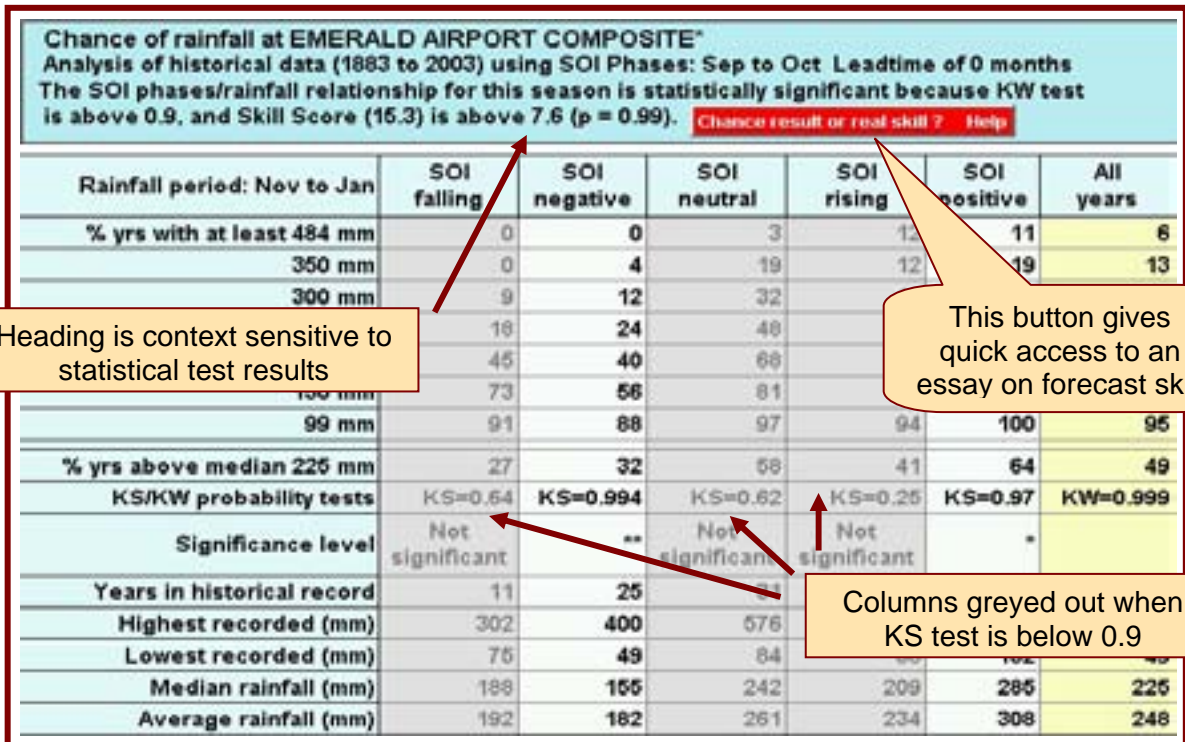 Chance of rainfall at EMERALD AIRPORT COMPOSITE*
Analysis of historical data (1883 to 2003) using SOI Phases: Sep to Oct Leadtime of 0 months
The SOI phases/rainfall relationship for this season is statistically significant because KW test
is above 0.9, and Skill Score (15.3) is above 7.6 (p = 0.99). Chance result or real skill ? Help
Rainfall period: Nov to Jan SOI falling SOI negative SOI neutral SOI rising SOI positive All years
% yrs with at least 484 mm 0 0 3 12 11 6
350 mm 0 4 19 12 19 13
300 mm 9 12 32
18 24 48
45 40 68
73 56 81
99 mm 91 88 97 94 100 95
% yrs above median 225 mm 27 32 58 41 64 49
KS/KW probability tests KS=0.64 KS=0.994 KS=0.62 KS=0.25 KS=0.97 KW=0.999
Significance level Not significant ** Not significant Not significant *
Years in historical record 11 25
Highest recorded (mm) 302 400 576
Lowest recorded (mm) 75 49 84
Median rainfall (mm) 188 155 242 209 285 225
Average rainfall (mm) 192 182 261 234 308 248
Heading is context sensitive to
statistical test results
This button gives
quick access to an
essay on forecast sk
Columns greyed out when
KS test is below 0.9